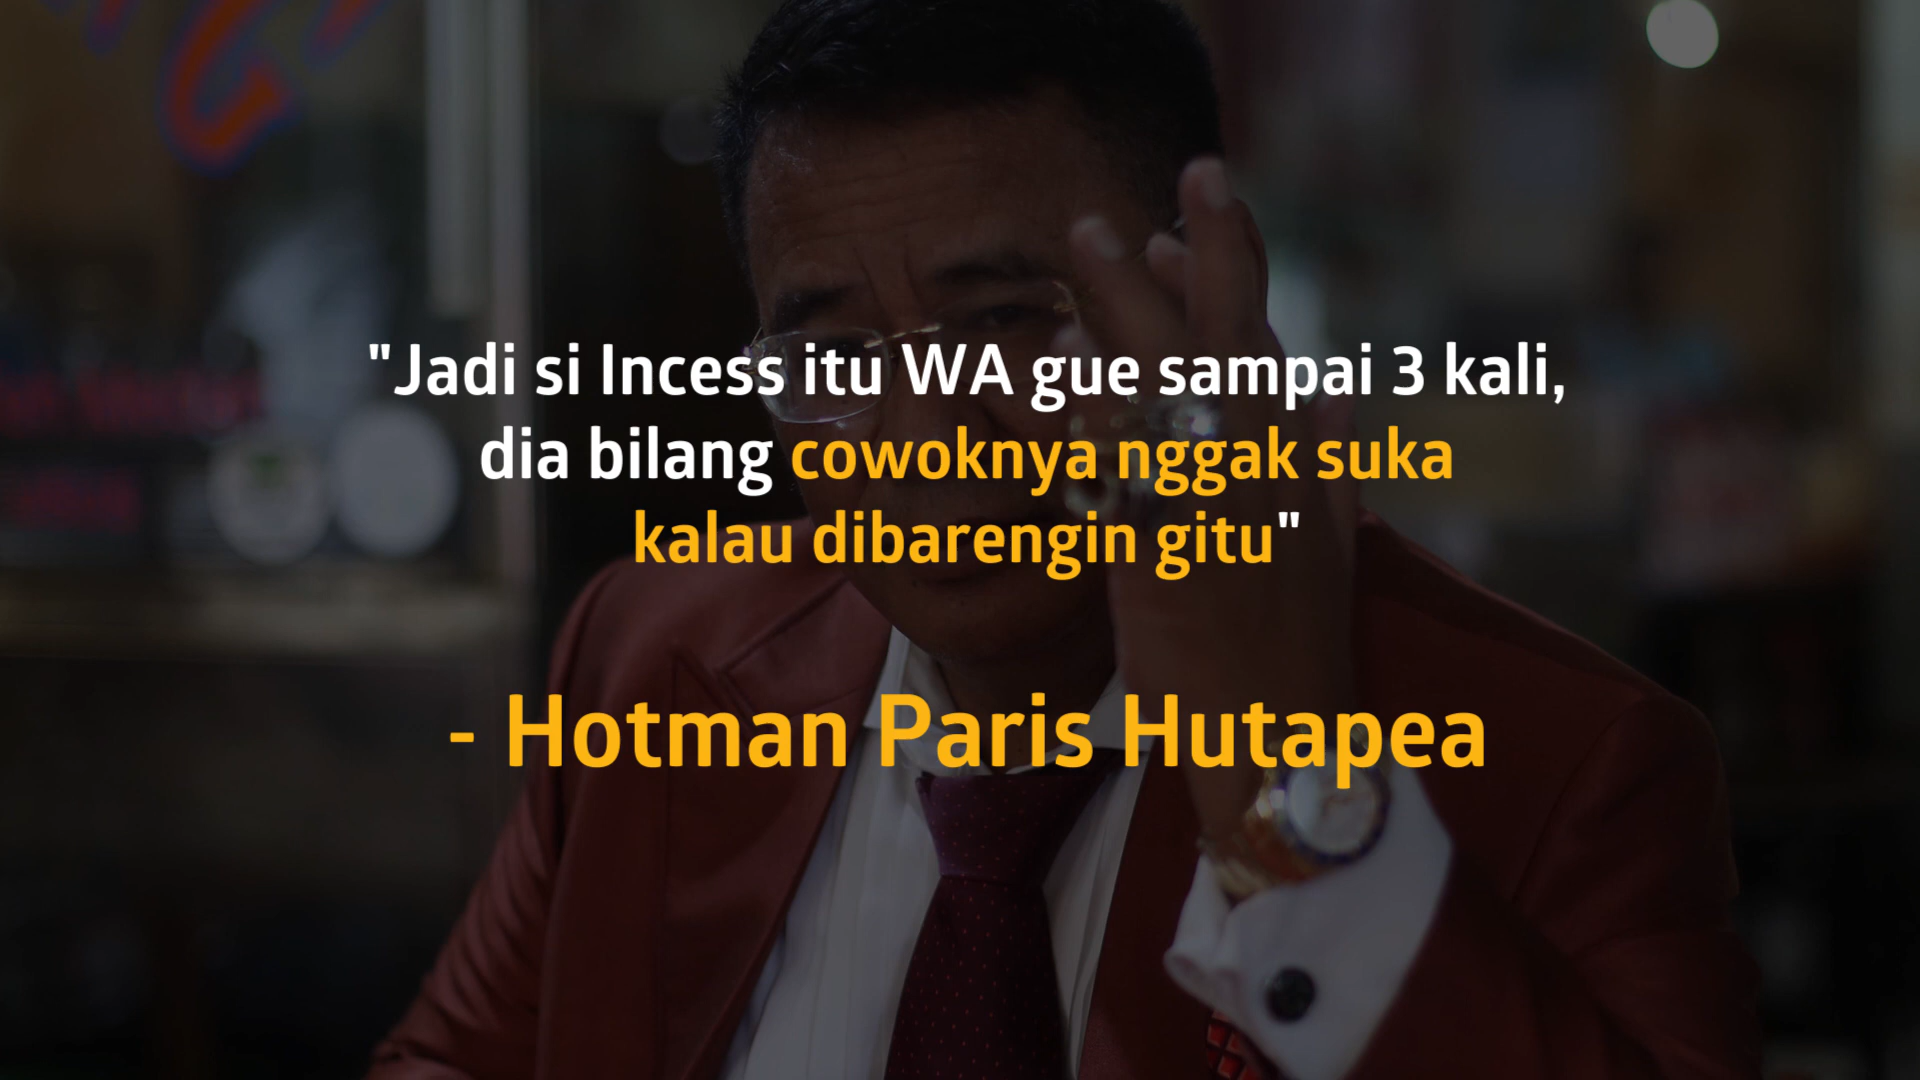 "Jadi si Incess itu WA gue sampai 3 kali,
dia bilang cowoknya nggak suka
kalau dibarengin gitu"
- Hotman Paris Hutapea